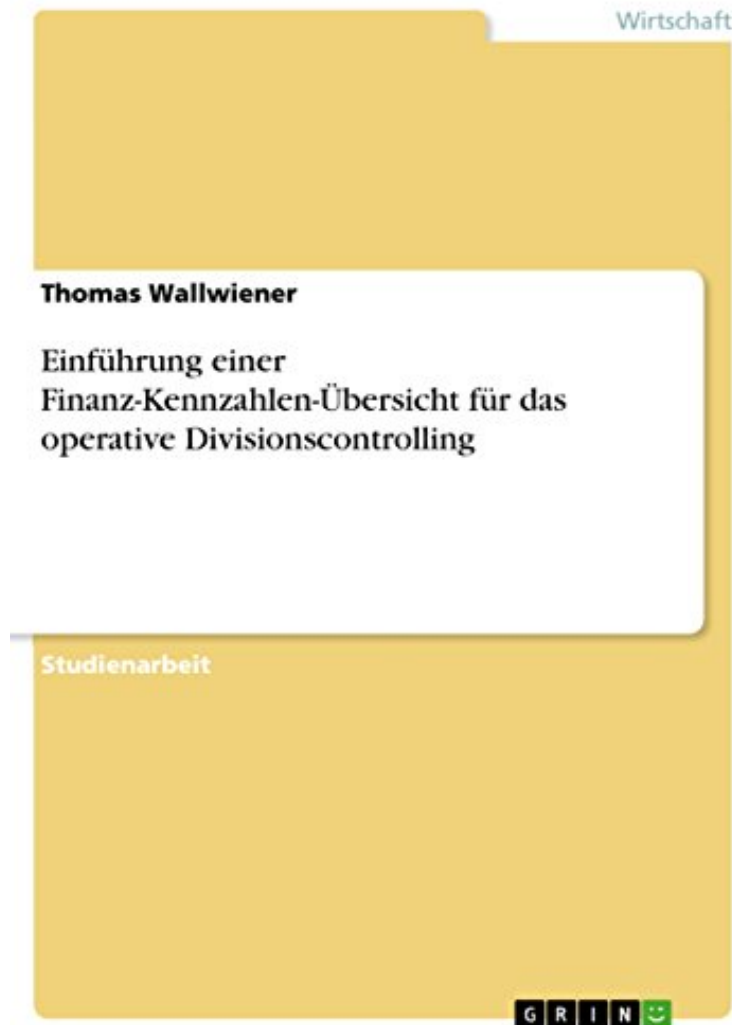 Wirtschaft
Thomas Wallwiener
Einführung einer
Finanz-Kennzahlen-Übersicht für das
operative Divisionscontrolling
Studienarbeit
GRIN